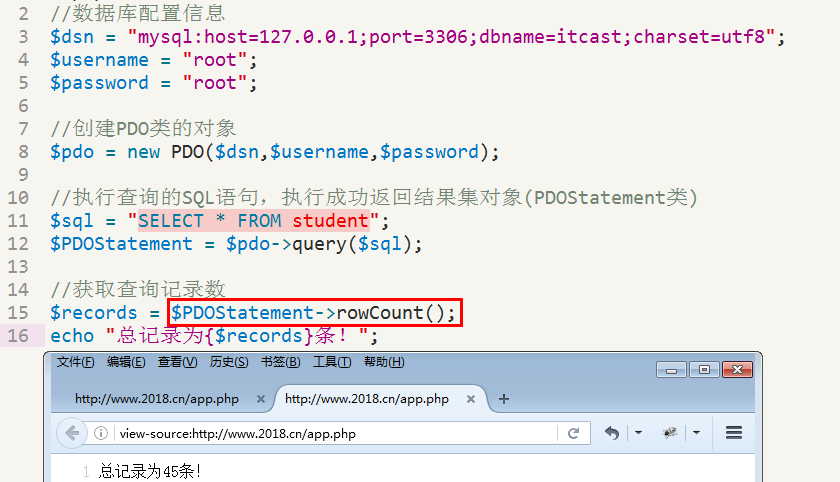 2 //数据库配置信息
3 $dsn = "mysql:host=127.0.0.1;port=3306;dbname=itcast;charset=utf8";
4 $username = "root";
5 $password = "root";
6
7 //创建PDO类的对象
8 $pdo = new PDO($dsn,$username,$password);
9
10 //执行查询的SQL语句，执行成功返回结果集对象(PDOStatement类)
11 $sql = "SELECT * FROM student";
12 $PDOStatement = $pdo->query($sql);
13
14 //获取查询记录数
15 $records = $PDOStatement->rowCount();
16 echo "总记录为{$records}条！";
文件(F) 编辑(E) 查看(V) 历史(S) 书签(B) 工具(T) 帮助(H)
http://www.2018.cn/app.php × http://www.2018.cn/app.php × +
view-source:http://www.2018.cn/app.php
1 总记录为45条！